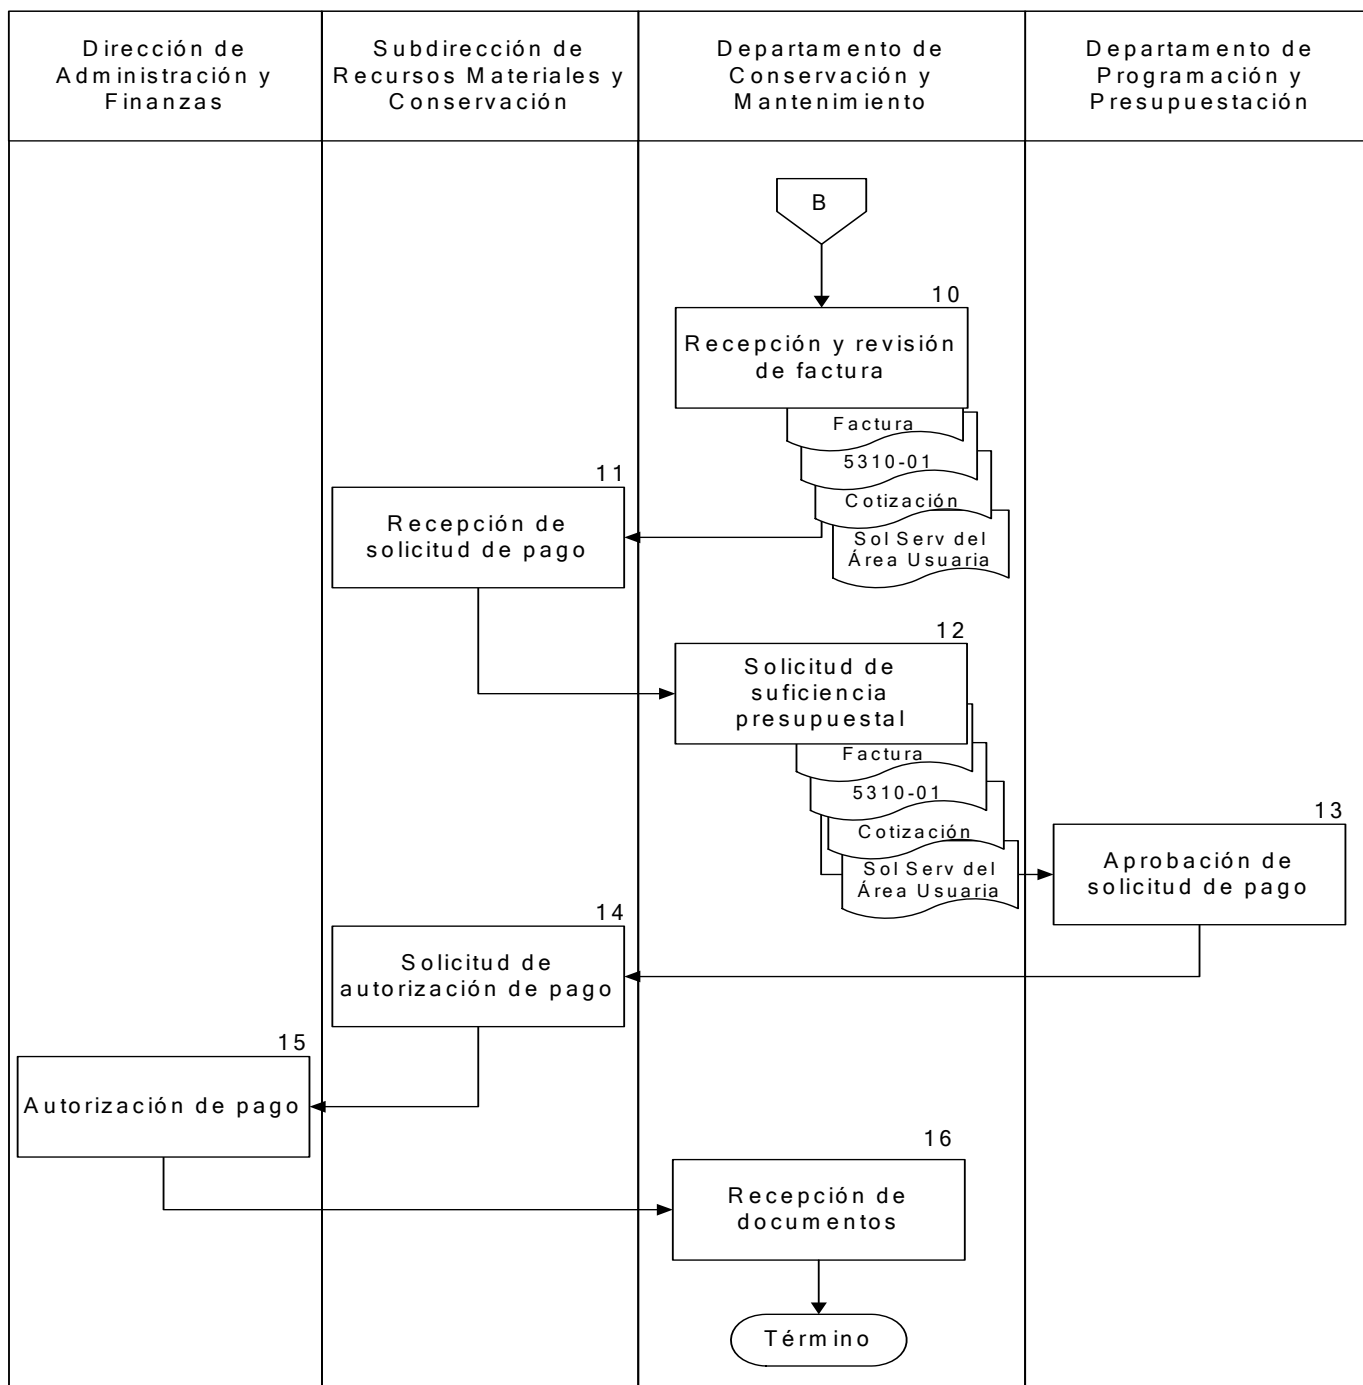 Dirección de
Administración y
Finanzas
Subdirección de
Recursos Materiales y
Conservación
Departamento de
Conservación y
Mantenimiento
Departamento de
Programación y
Presupuestación
B
10
Recepción y revisión
de factura
Factura
5310-01
Cotización
Sol Serv del
Área Usuaria
11
Recepción de
solicitud de pago
12
Solicitud de
suficiencia
presupuestal
Factura
5310-01
Cotización
Sol Serv del
Área Usuaria
13
Aprobación de
solicitud de pago
14
Solicitud de
autorización de pago
15
Autorización de pago
16
Recepción de
documentos
Término